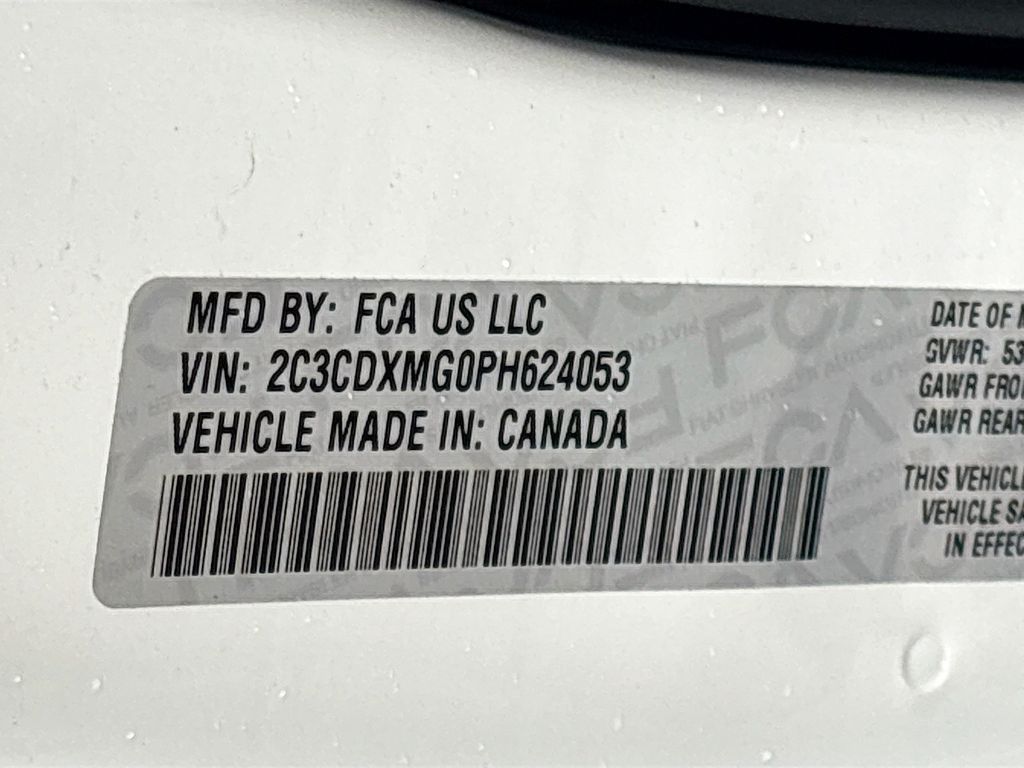 MFD BY: FCA US LLC
VIN: 2C3CDXMG0PH624053
VEHICLE MADE IN: CANADA
DATE OF
GVWR: 53
GAWR FRO
GAWR REAR
THIS VEHICL
VEHICLE SA
IN EFFEC